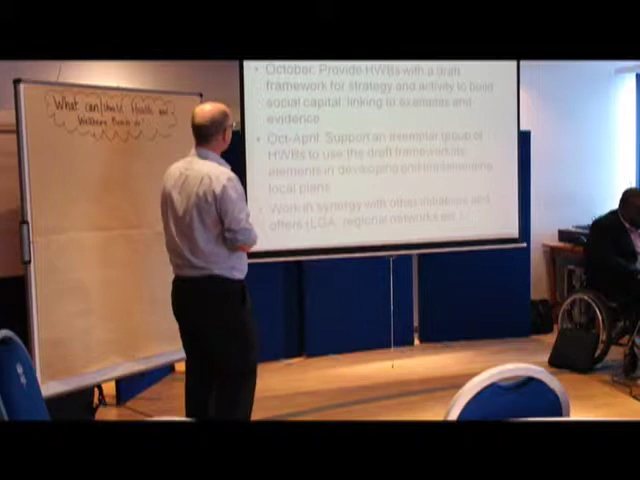 What can/should Health and
Wellbeing Boards do?
• October: Provide HWBs with a draft
framework for strategy and activity to build
social capital, linking to examples and
evidence
• Oct-April: Support an exemplar group of
HWBs to use the draft framework
elements in developing and implementing
local plans
• Work in synergy with other initiatives and
offers (LGA, regional networks etc.)